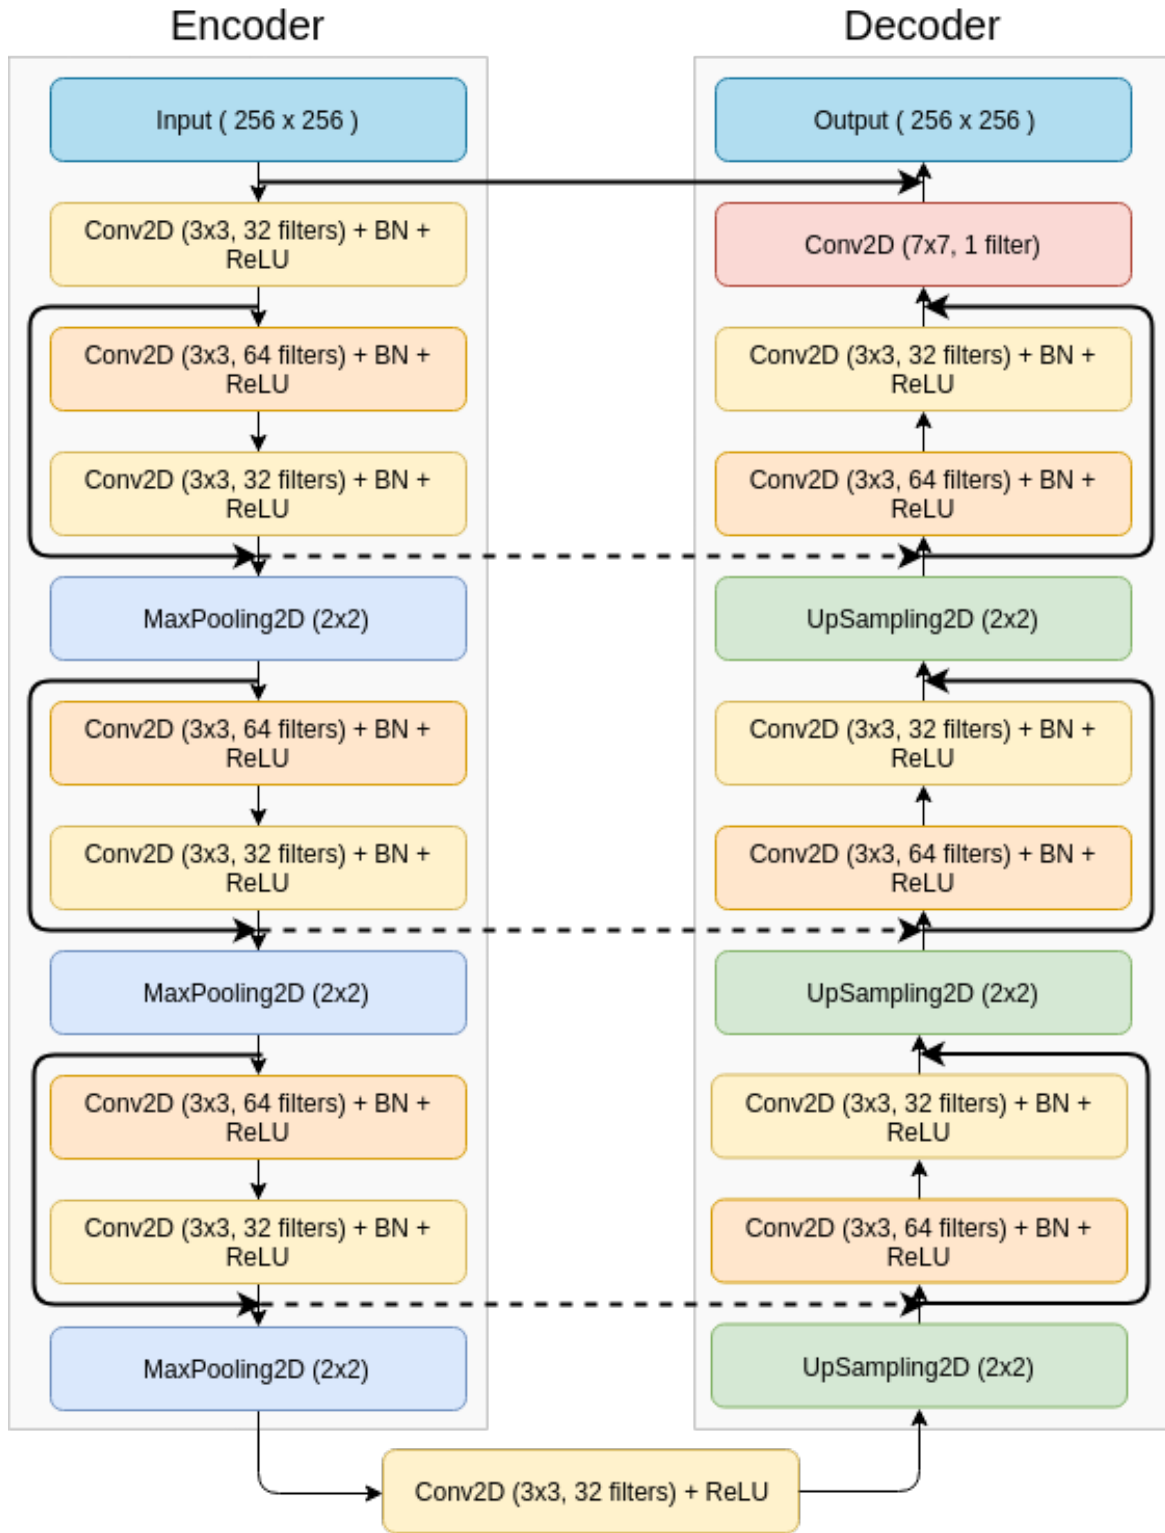 Encoder
Input ( 256 x 256 )
Conv2D (3x3, 32 filters) + BN +
ReLU
Conv2D (3x3, 64 filters) + BN +
ReLU
Conv2D (3x3, 32 filters) + BN +
ReLU
MaxPooling2D (2x2)
Conv2D (3x3, 64 filters) + BN +
ReLU
Conv2D (3x3, 32 filters) + BN +
ReLU
MaxPooling2D (2x2)
Conv2D (3x3, 64 filters) + BN +
ReLU
Conv2D (3x3, 32 filters) + BN +
ReLU
MaxPooling2D (2x2)
Conv2D (3x3, 32 filters) + ReLU
Decoder
Output ( 256 x 256 )
Conv2D (7x7, 1 filter)
Conv2D (3x3, 32 filters) + BN +
ReLU
Conv2D (3x3, 64 filters) + BN +
ReLU
UpSampling2D (2x2)
Conv2D (3x3, 32 filters) + BN +
ReLU
Conv2D (3x3, 64 filters) + BN +
ReLU
UpSampling2D (2x2)
Conv2D (3x3, 32 filters) + BN +
ReLU
Conv2D (3x3, 64 filters) + BN +
ReLU
UpSampling2D (2x2)